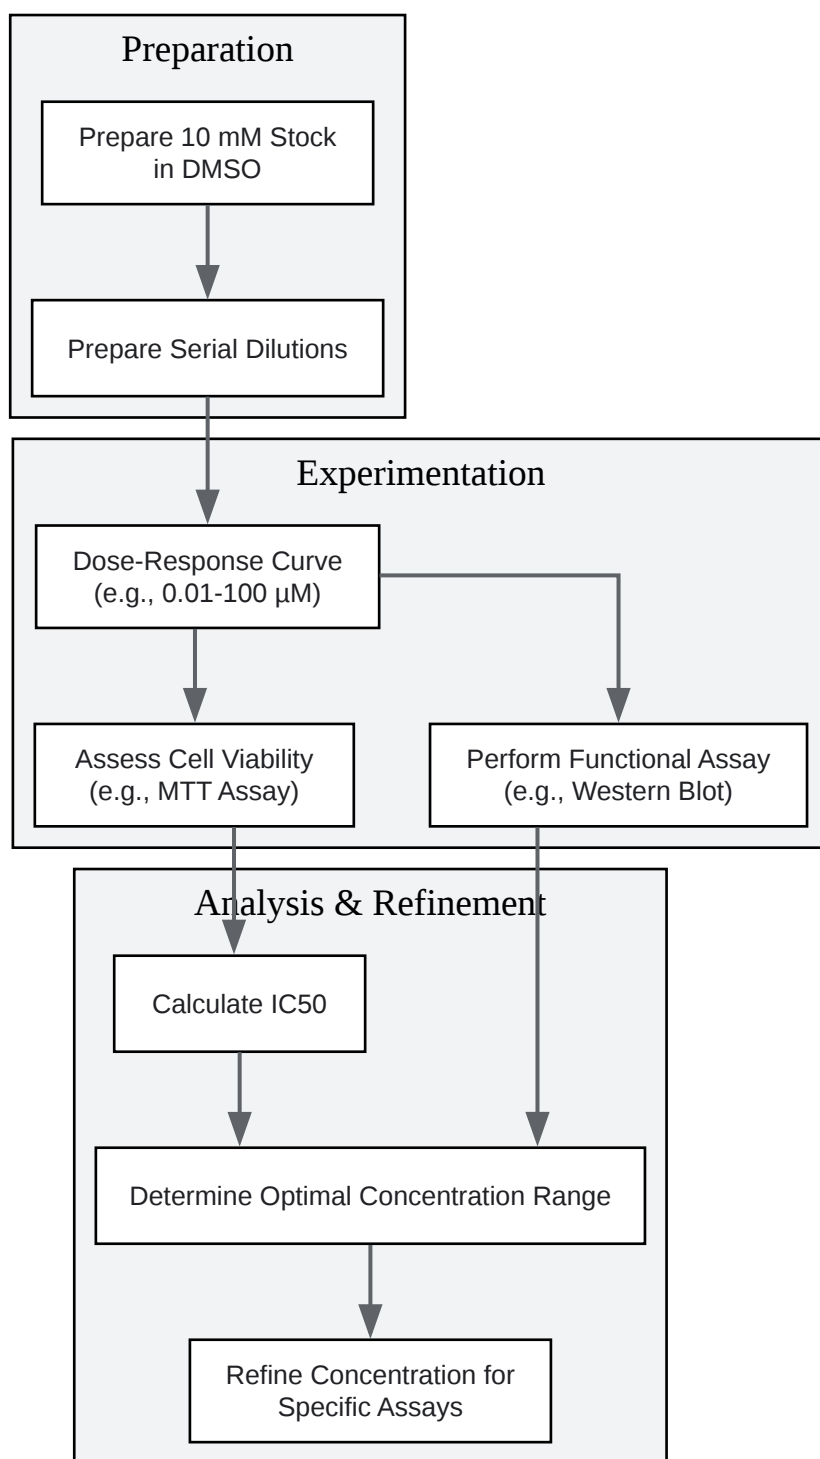 Preparation
Prepare 10 mM Stock
in DMSO
Prepare Serial Dilutions
Experimentation
Dose-Response Curve
(e.g., 0.01-100 µM)
Assess Cell Viability
(e.g., MTT Assay)
Perform Functional Assay
(e.g., Western Blot)
Analysis & Refinement
Calculate IC50
Determine Optimal Concentration Range
Refine Concentration for
Specific Assays